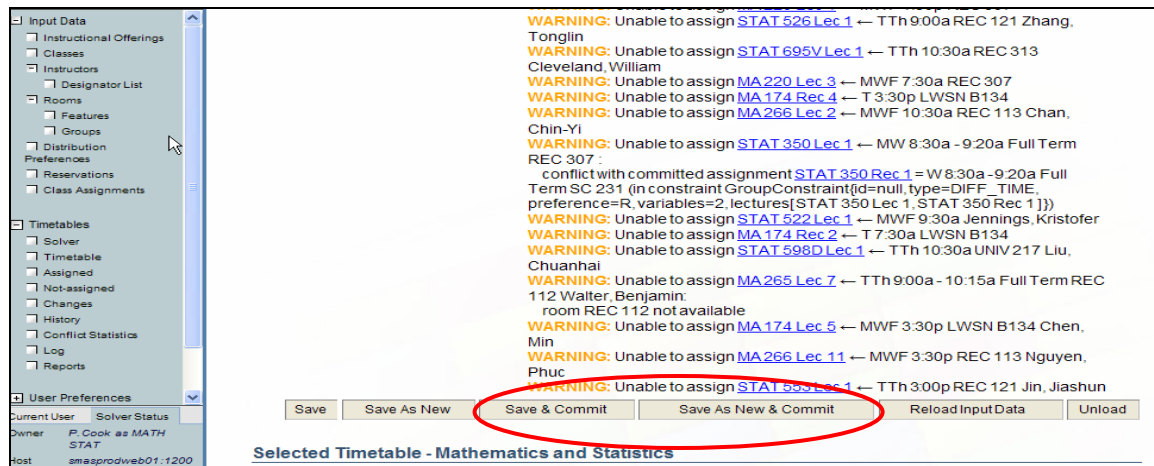 Input Data
Instructional Offerings
Classes
Instructors
Designator List
Rooms
Features
Groups
Distribution
Preferences
Reservations
Class Assignments
Timetables
Solver
Timetable
Assigned
Not-assigned
Changes
History
Conflict Statistics
Log
Reports
User Preferences
Current User Solver Status
Owner P. Cook as MATH
STAT
Host smasprodweb01:1200
WARNING: Unable to assign STAT 526 Lec 1 ← TTh 9:00a REC 121 Zhang,
Tonglin
WARNING: Unable to assign STAT 695V Lec 1 ← TTh 10:30a REC 313
Cleveland, William
WARNING: Unable to assign MA 220 Lec 3 ← MWF 7:30a REC 307
WARNING: Unable to assign MA 174 Rec 4 ← T 3:30p LWSN B134
WARNING: Unable to assign MA 266 Lec 2 ← MWF 10:30a REC 113 Chan,
Chin-Yi
WARNING: Unable to assign STAT 350 Lec 1 ← MW 8:30a - 9:20a Full Term
REC 307 :
conflict with committed assignment STAT 350 Rec 1 = W 8:30a - 9:20a Full
Term SC 231 (in constraint GroupConstraint{id=null, type=DIFF_TIME,
preference=R, variables=2, lectures[STAT 350 Lec 1, STAT 350 Rec 1 ]})
WARNING: Unable to assign STAT 522 Lec 1 ← MWF 9:30a Jennings, Kristofer
WARNING: Unable to assign MA 174 Rec 2 ← T 7:30a LWSN B134
WARNING: Unable to assign STAT 598D Lec 1 ← TTh 10:30a UNIV 217 Liu,
Chuanhai
WARNING: Unable to assign MA 265 Lec 7 ← TTh 9:00a - 10:15a Full Term REC
112 Walter, Benjamin:
room REC 112 not available
WARNING: Unable to assign MA 174 Lec 5 ← MWF 3:30p LWSN B134 Chen,
Min
WARNING: Unable to assign MA 266 Lec 11 ← MWF 3:30p REC 113 Nguyen,
Phuc
WARNING: Unable to assign STAT 553 Lec 1 ← TTh 3:00p REC 121 Jin, Jiashun
Save Save As New Save & Commit Save As New & Commit Reload Input Data Unload
Selected Timetable - Mathematics and Statistics